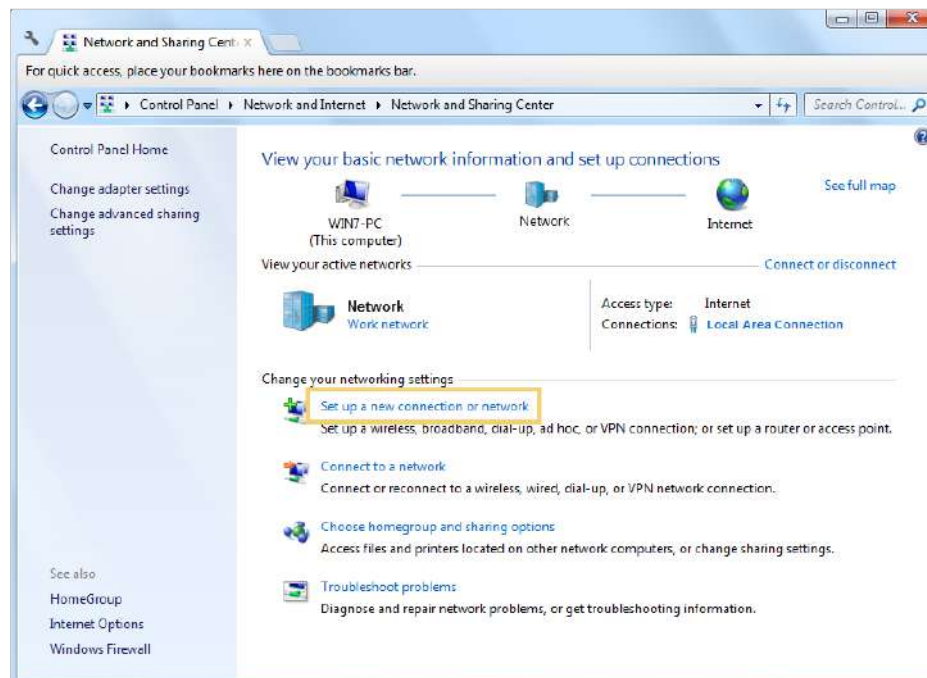 Network and Sharing Cent
For quick access, place your bookmarks here on the bookmarks bar.
Control Panel Network and Internet Network and Sharing Center
Search Control...
Control Panel Home
Change adapter settings
Change advanced sharing
settings
See also
HomeGroup
Internet Options
Windows Firewall
View your basic network information and set up connections
See full map
WIN7-PC
(This computer)
Network
Internet
View your active networks
Connect or disconnect
Network
Work network
Access type: Internet
Connections: Local Area Connection
Change your networking settings
Set up a new connection or network
Set up a wireless, broadband, dial-up, ad hoc, or VPN connection; or set up a router or access point.
Connect to a network
Connect or reconnect to a wireless, wired, dial-up, or VPN network connection.
Choose homegroup and sharing options
Access files and printers located on other network computers, or change sharing settings.
Troubleshoot problems
Diagnose and repair network problems, or get troubleshooting information.